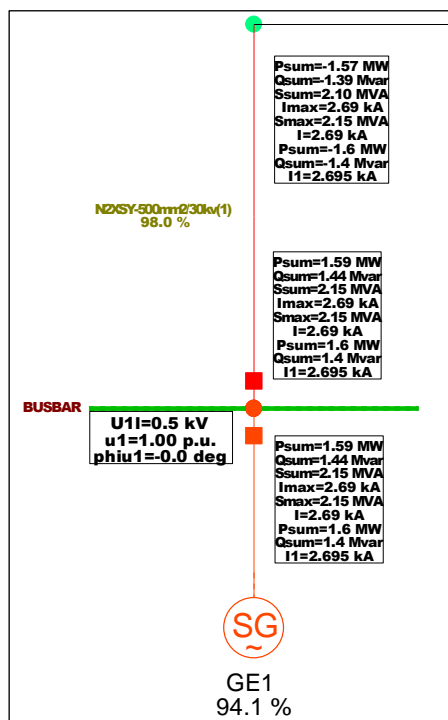 Psum=-1.57 MW
Qsum=-1.39 Mvar
Ssum=2.10 MVA
Imax=2.69 kA
Smax=2.15 MVA
I=2.69 kA
Psum=-1.6 MW
Qsum=-1.4 Mvar
I1=2.695 kA
N2XSY-500mm2/30kv(1)
98.0 %
Psum=1.59 MW
Qsum=1.44 Mvar
Ssum=2.15 MVA
Imax=2.69 kA
Smax=2.15 MVA
I=2.69 kA
Psum=1.6 MW
Qsum=1.4 Mvar
I1=2.695 kA
BUSBAR
U1l=0.5 kV
u1=1.00 p.u.
phiu1=-0.0 deg
Psum=1.59 MW
Qsum=1.44 Mvar
Ssum=2.15 MVA
Imax=2.69 kA
Smax=2.15 MVA
I=2.69 kA
Psum=1.6 MW
Qsum=1.4 Mvar
I1=2.695 kA
SG
~
GE1
94.1 %